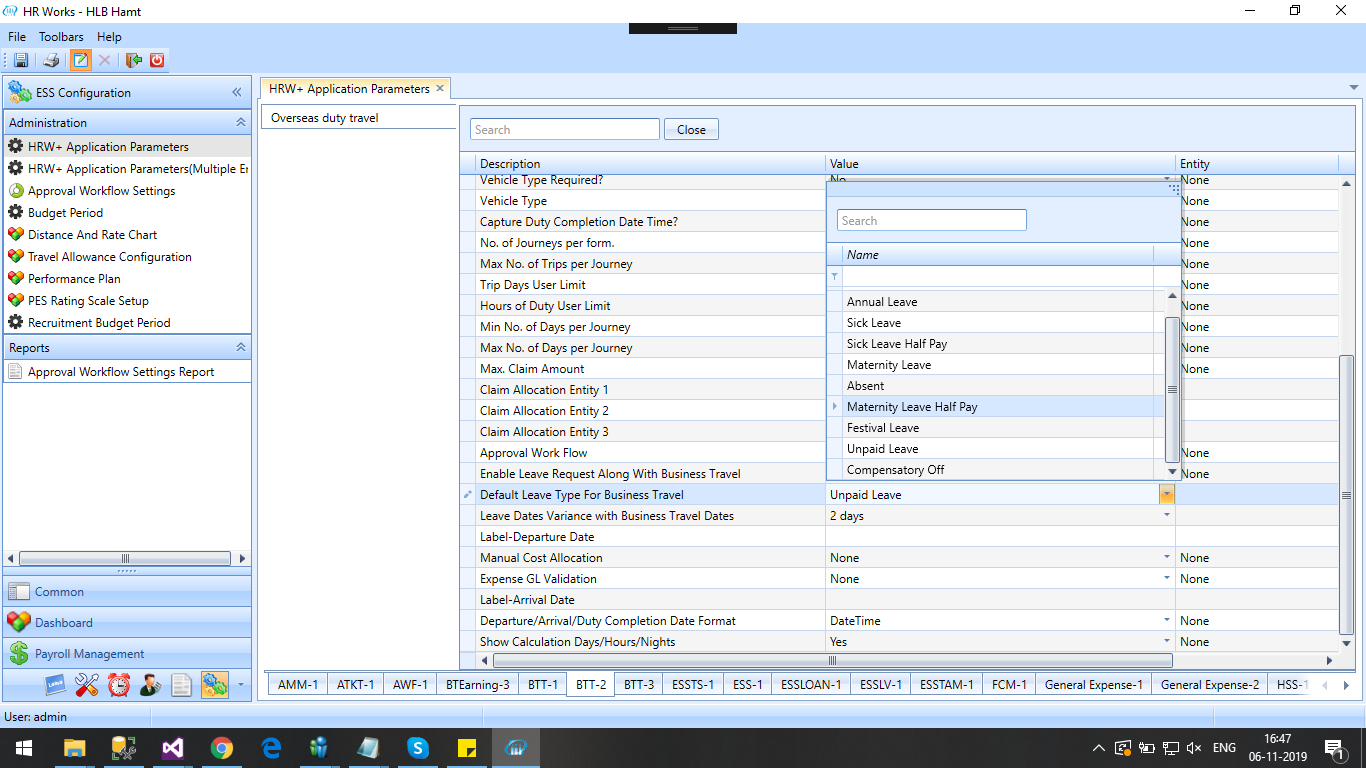 HR Works - HLB Hamt
File Toolbars Help
ESS Configuration
Administration
HRW+ Application Parameters
HRW+ Application Parameters(Multiple Er
Approval Workflow Settings
Budget Period
Distance And Rate Chart
Travel Allowance Configuration
Performance Plan
PES Rating Scale Setup
Recruitment Budget Period
Reports
Approval Workflow Settings Report
Common
Dashboard
Payroll Management
HRW+ Application Parameters
Overseas duty travel
Search Close
Description Value Entity
Vehicle Type Required? No None
Vehicle Type None
Capture Duty Completion Date Time? None
No. of Journeys per form. None
Max No. of Trips per Journey None
Trip Days User Limit None
Hours of Duty User Limit None
Min No. of Days per Journey None
Max No. of Days per Journey None
Max. Claim Amount None
Claim Allocation Entity 1
Claim Allocation Entity 2
Claim Allocation Entity 3
Approval Work Flow None
Enable Leave Request Along With Business Travel None
Default Leave Type For Business Travel Unpaid Leave
Leave Dates Variance with Business Travel Dates 2 days
Label-Departure Date
Manual Cost Allocation None None
Expense GL Validation None None
Label-Arrival Date
Departure/Arrival/Duty Completion Date Format DateTime None
Show Calculation Days/Hours/Nights Yes None
Search
Name
Annual Leave
Sick Leave
Sick Leave Half Pay
Maternity Leave
Absent
Maternity Leave Half Pay
Festival Leave
Unpaid Leave
Compensatory Off
AMM-1 ATKT-1 AWF-1 BTEarning-3 BTT-1 BTT-2 BTT-3 ESSTS-1 ESS-1 ESSLOAN-1 ESSLV-1 ESSTAM-1 FCM-1 General Expense-1 General Expense-2 HSS-1
User: admin
ENG
16:47
06-11-2019
1